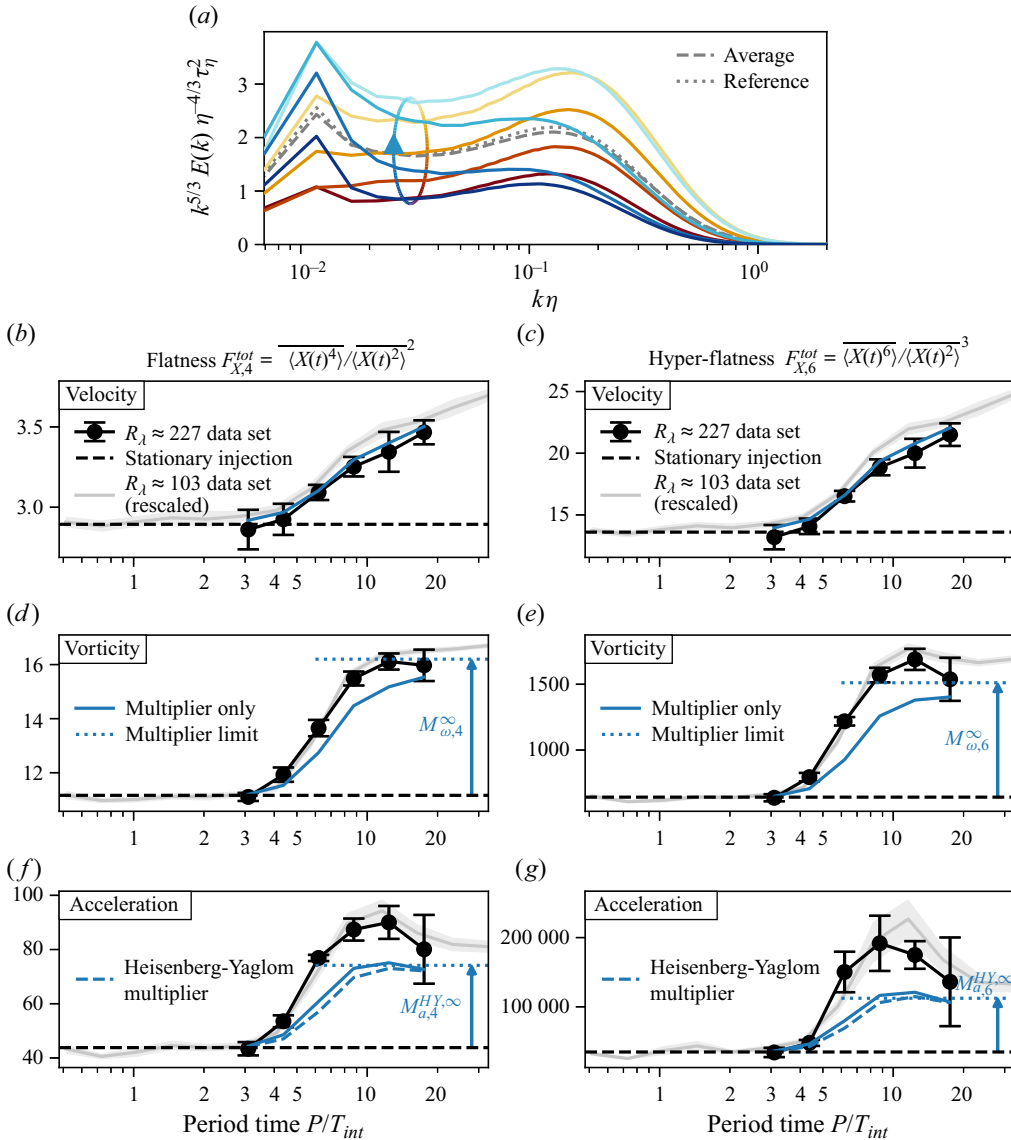 (a)
k^{5/3} E(k) η^{-4/3} τ_η^2
3
2
1
0
Average
Reference
10^{-2}
10^{-1}
10^0
kη
(b)
Flatness F_{X,4}^{tot} = \overline{⟨X(t)^4⟩}/\overline{⟨X(t)^2⟩}^2
Velocity
3.5
3.0
R_λ ≈ 227 data set
Stationary injection
R_λ ≈ 103 data set
(rescaled)
1 2 3 4 5 10 20
(c)
Hyper-flatness F_{X,6}^{tot} = \overline{⟨X(t)^6⟩}/\overline{⟨X(t)^2⟩}^3
Velocity
25
20
15
R_λ ≈ 227 data set
Stationary injection
R_λ ≈ 103 data set
(rescaled)
1 2 3 4 5 10 20
(d)
Vorticity
16
14
12
Multiplier only
Multiplier limit
M_{ω,4}^∞
1 2 3 4 5 10 20
(e)
Vorticity
1500
1000
Multiplier only
Multiplier limit
M_{ω,6}^∞
1 2 3 4 5 10 20
(f)
Acceleration
100
80
60
40
Heisenberg-Yaglom
multiplier
M_{a,4}^{HY,∞}
1 2 3 4 5 10 20
Period time P/T_{int}
(g)
Acceleration
200 000
100 000
Heisenberg-Yaglom
multiplier
M_{a,6}^{HY,∞}
1 2 3 4 5 10 20
Period time P/T_{int}